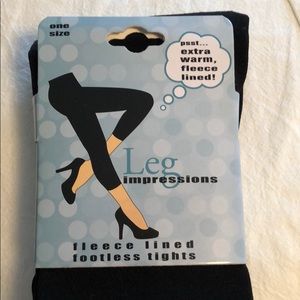 one
size
psst...
extra
warm,
fleece
lined!
Leg
impressions
fleece lined
footless tights